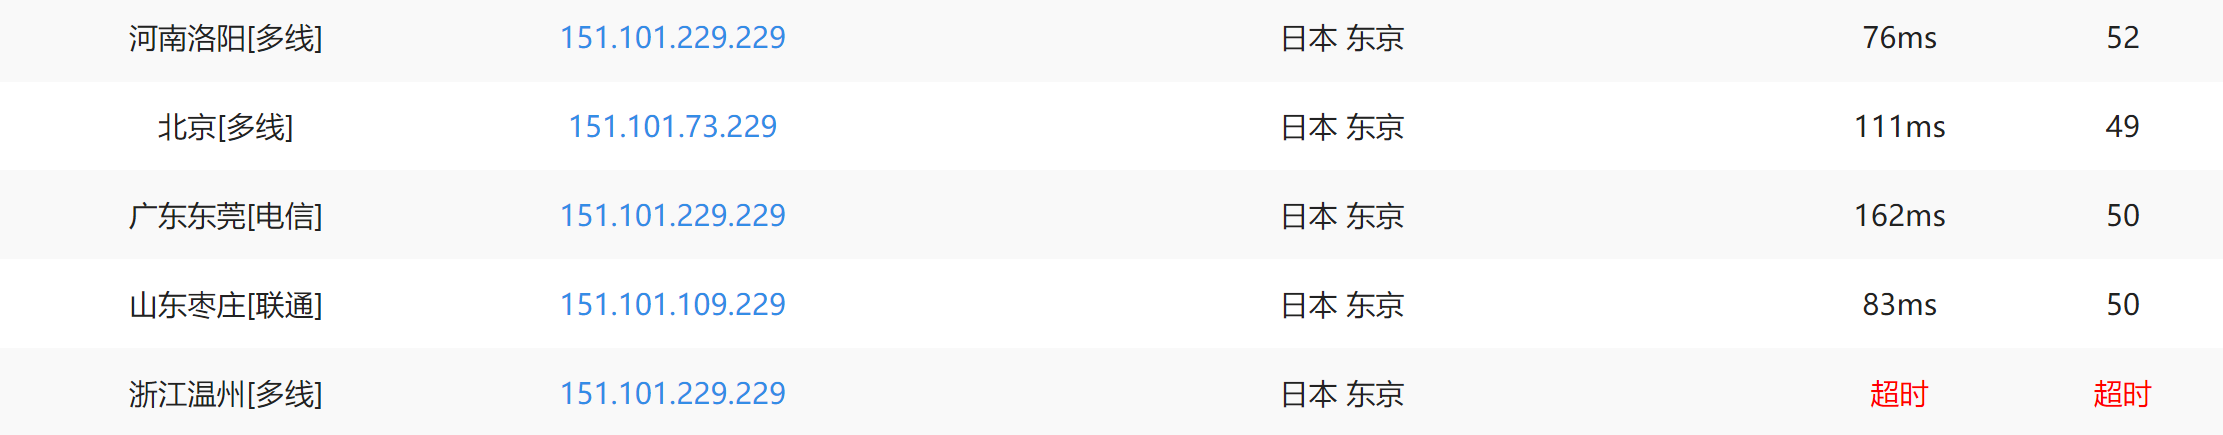 河南洛阳[多线] 151.101.229.229 日本 东京 76ms 52
北京[多线] 151.101.73.229 日本 东京 111ms 49
广东东莞[电信] 151.101.229.229 日本 东京 162ms 50
山东枣庄[联通] 151.101.109.229 日本 东京 83ms 50
浙江温州[多线] 151.101.229.229 日本 东京 超时 超时